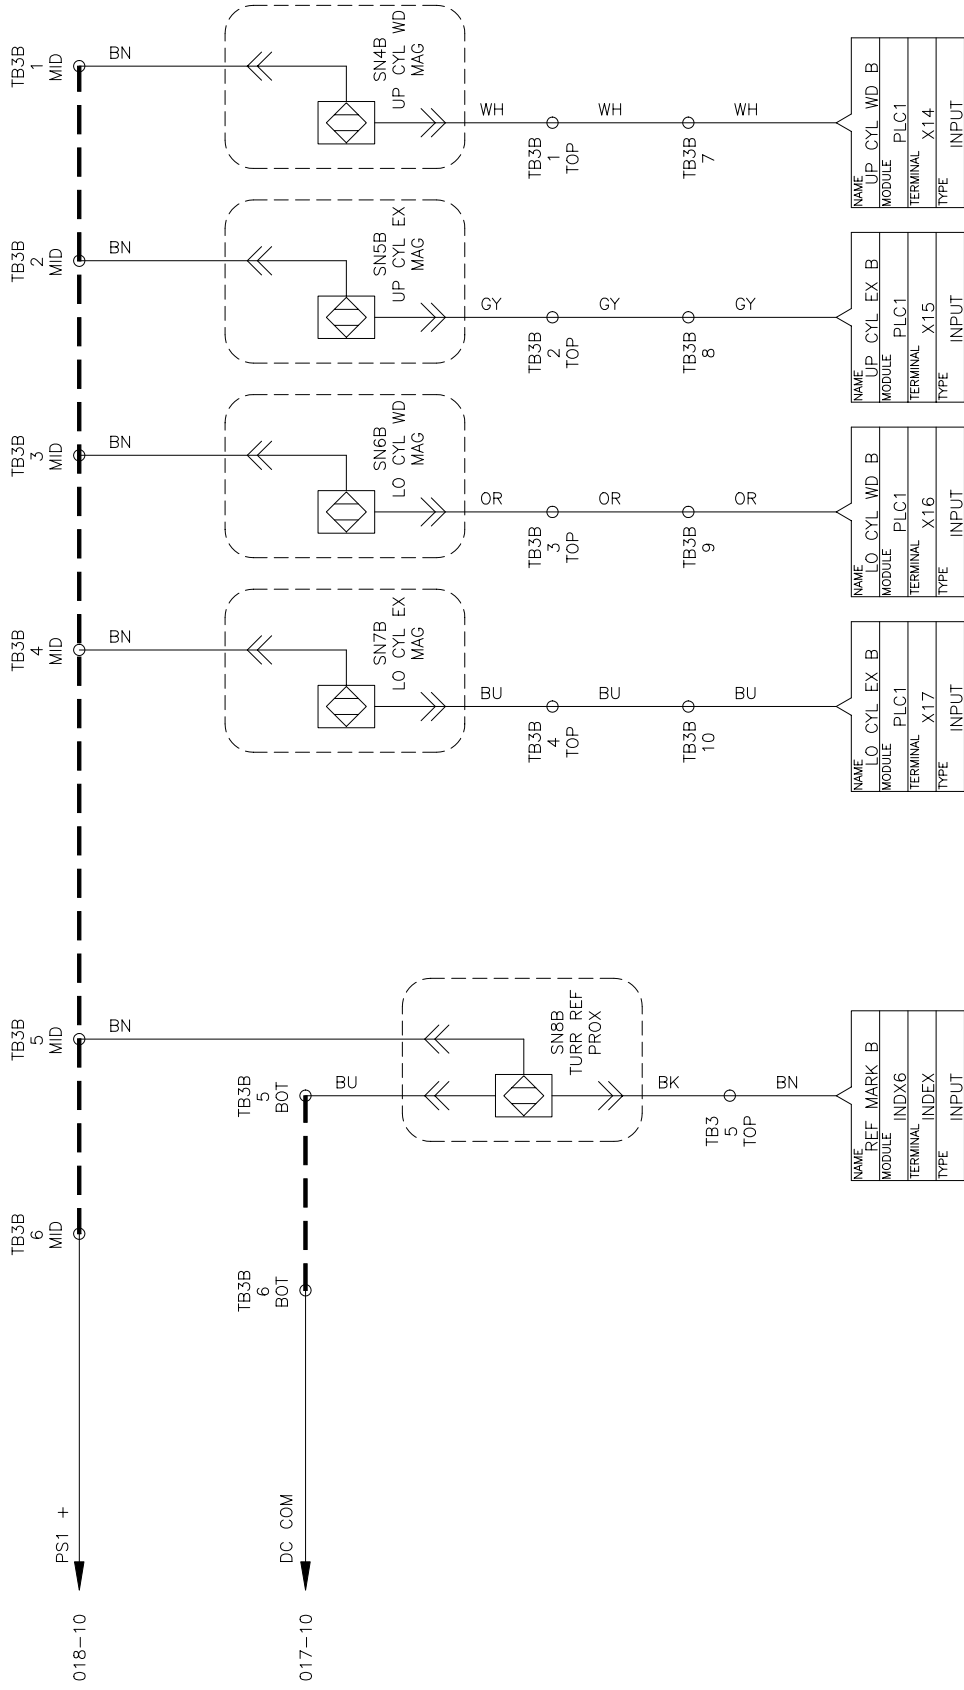 TB3B
1
MID
BN
SN4B
UP CYL WD
MAG
WH
TB3B
1
TOP
WH
TB3B
7
WH
NAME
UP CYL WD B
MODULE
PLC1
TERMINAL
X14
TYPE
INPUT
TB3B
2
MID
BN
SN5B
UP CYL EX
MAG
GY
TB3B
2
TOP
GY
TB3B
8
GY
NAME
UP CYL EX B
MODULE
PLC1
TERMINAL
X15
TYPE
INPUT
TB3B
3
MID
BN
SN6B
LO CYL WD
MAG
OR
TB3B
3
TOP
OR
TB3B
9
OR
NAME
LO CYL WD B
MODULE
PLC1
TERMINAL
X16
TYPE
INPUT
TB3B
4
MID
BN
SN7B
LO CYL EX
MAG
BU
TB3B
4
TOP
BU
TB3B
10
BU
NAME
LO CYL EX B
MODULE
PLC1
TERMINAL
X17
TYPE
INPUT
TB3B
5
MID
BN
TB3B
5
BOT
BU
SN8B
TURR REF
PROX
BK
TB3
5
TOP
BN
NAME
REF MARK B
MODULE
INDX6
TERMINAL
INDEX
TYPE
INPUT
TB3B
6
MID
TB3B
6
BOT
PS1 +
018-10
DC COM
017-10